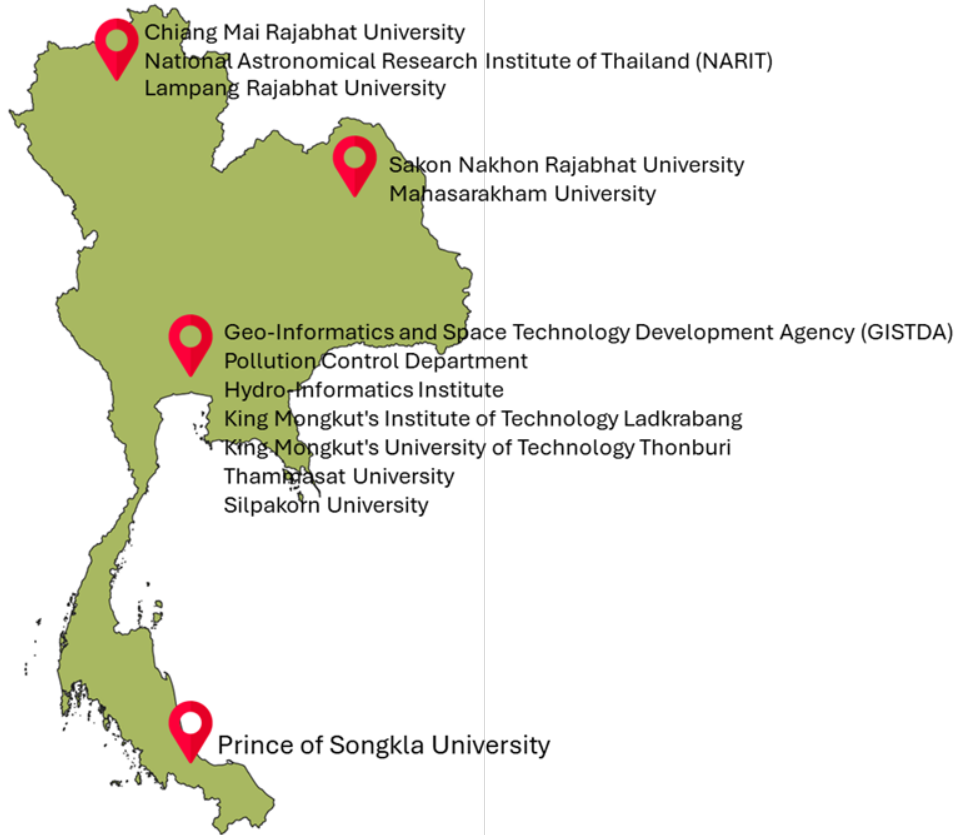 Chiang Mai Rajabhat University
National Astronomical Research Institute of Thailand (NARIT)
Lampang Rajabhat University
Sakon Nakhon Rajabhat University
Mahasarakham University
Geo-Informatics and Space Technology Development Agency (GISTDA)
Pollution Control Department
Hydro-Informatics Institute
King Mongkut's Institute of Technology Ladkrabang
King Mongkut's University of Technology Thonburi
Thammasat University
Silpakorn University
Prince of Songkla University